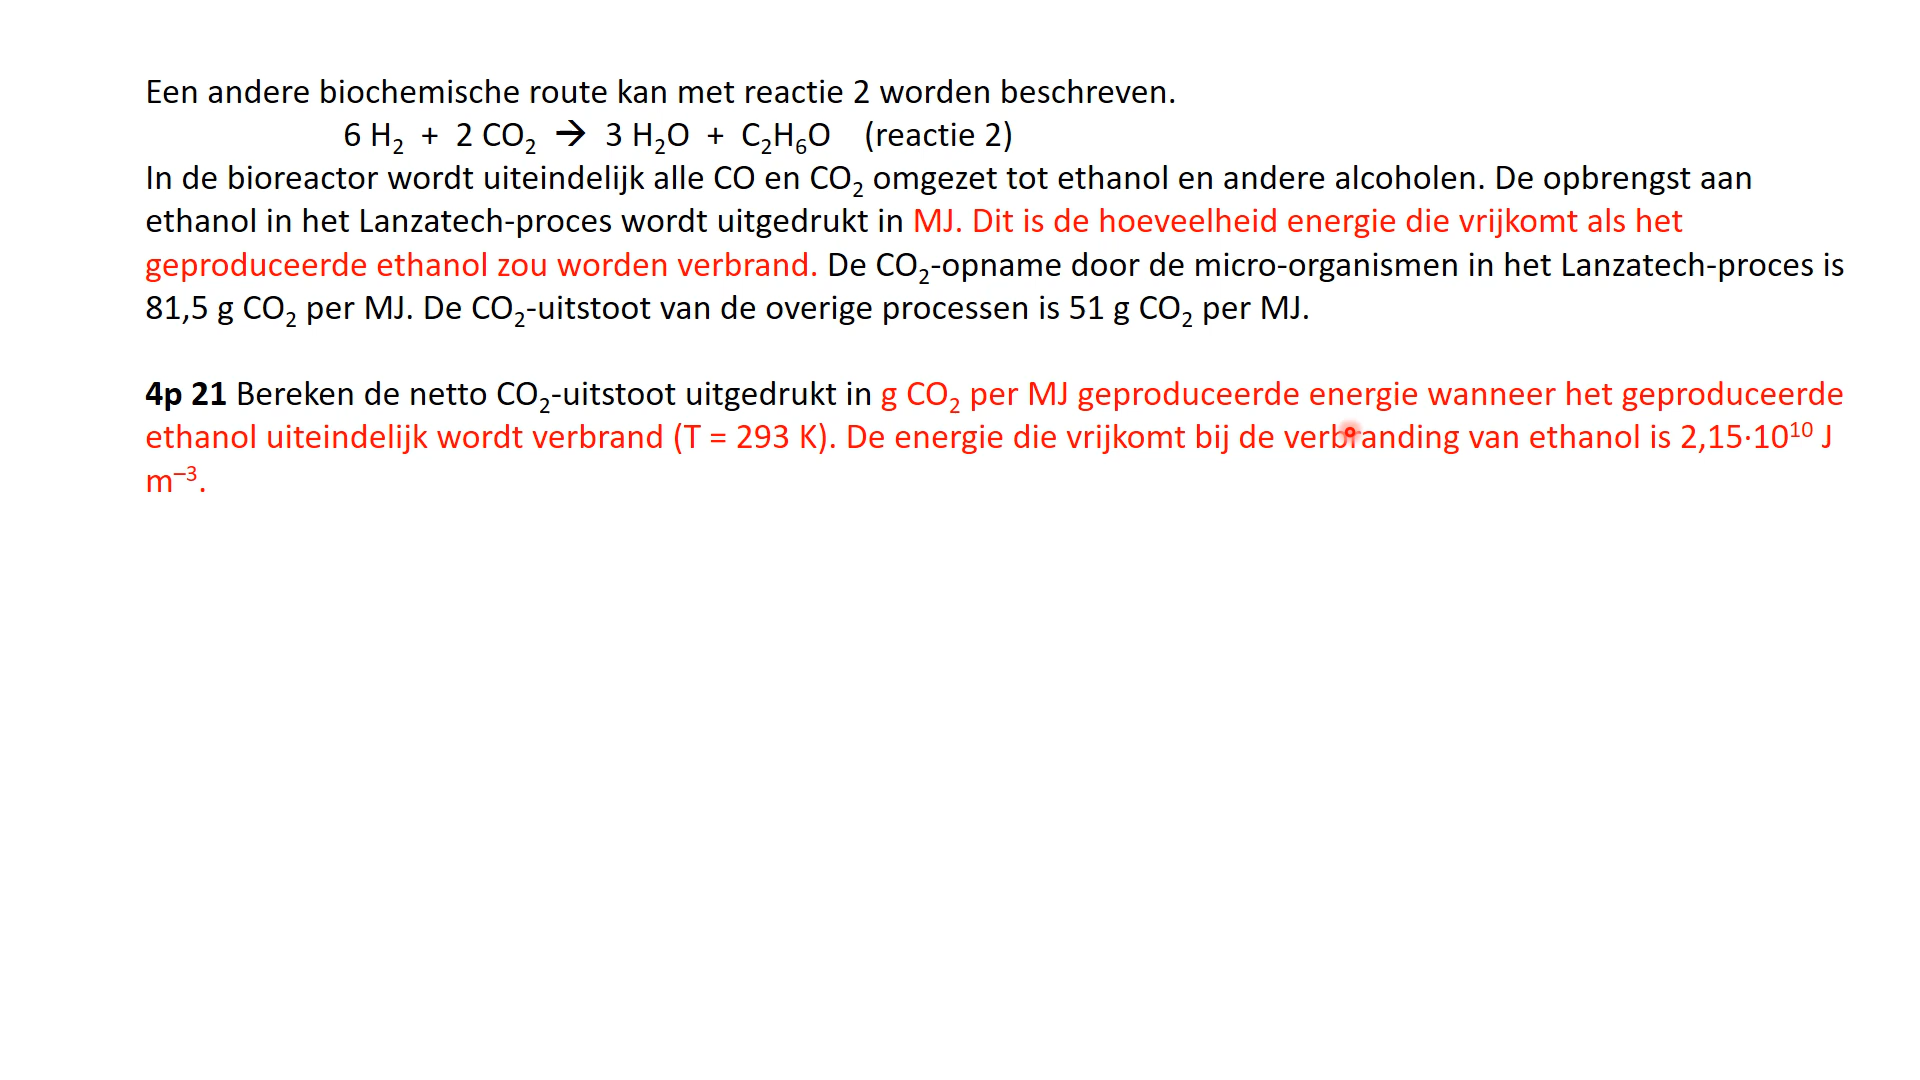 Een andere biochemische route kan met reactie 2 worden beschreven.
6 H₂ + 2 CO₂ → 3 H₂O + C₂H₆O (reactie 2)
In de bioreactor wordt uiteindelijk alle CO en CO₂ omgezet tot ethanol en andere alcoholen. De opbrengst aan
ethanol in het Lanzatech-proces wordt uitgedrukt in MJ. Dit is de hoeveelheid energie die vrijkomt als het
geproduceerde ethanol zou worden verbrand. De CO₂-opname door de micro-organismen in het Lanzatech-proces is
81,5 g CO₂ per MJ. De CO₂-uitstoot van de overige processen is 51 g CO₂ per MJ.
4p 21 Bereken de netto CO₂-uitstoot uitgedrukt in g CO₂ per MJ geproduceerde energie wanneer het geproduceerde
ethanol uiteindelijk wordt verbrand (T = 293 K). De energie die vrijkomt bij de verbranding van ethanol is 2,15·10¹⁰ J
m⁻³.